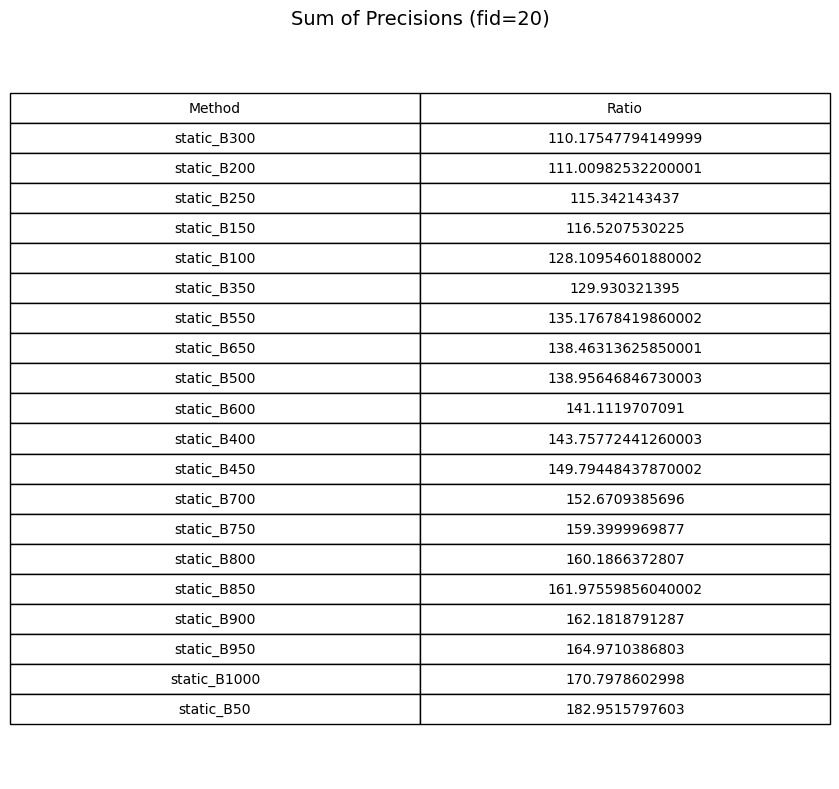 Sum of Precisions (fid=20)
Method Ratio
static_B300 110.17547794149999
static_B200 111.00982532200001
static_B250 115.342143437
static_B150 116.5207530225
static_B100 128.10954601880002
static_B350 129.930321395
static_B550 135.17678419860002
static_B650 138.46313625850001
static_B500 138.95646846730003
static_B600 141.1119707091
static_B400 143.75772441260003
static_B450 149.79448437870002
static_B700 152.6709385696
static_B750 159.3999969877
static_B800 160.1866372807
static_B850 161.97559856040002
static_B900 162.1818791287
static_B950 164.9710386803
static_B1000 170.7978602998
static_B50 182.9515797603